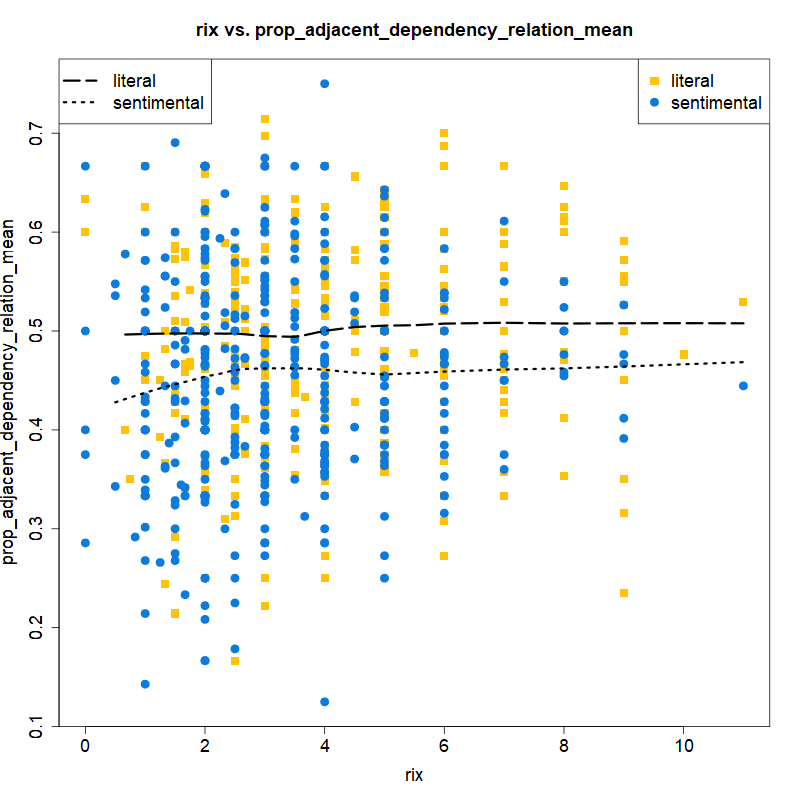 rix vs. prop_adjacent_dependency_relation_mean
literal
sentimental
literal
sentimental
prop_adjacent_dependency_relation_mean
0.7
0.6
0.5
0.4
0.3
0.2
0.1
0 2 4 6 8 10
rix